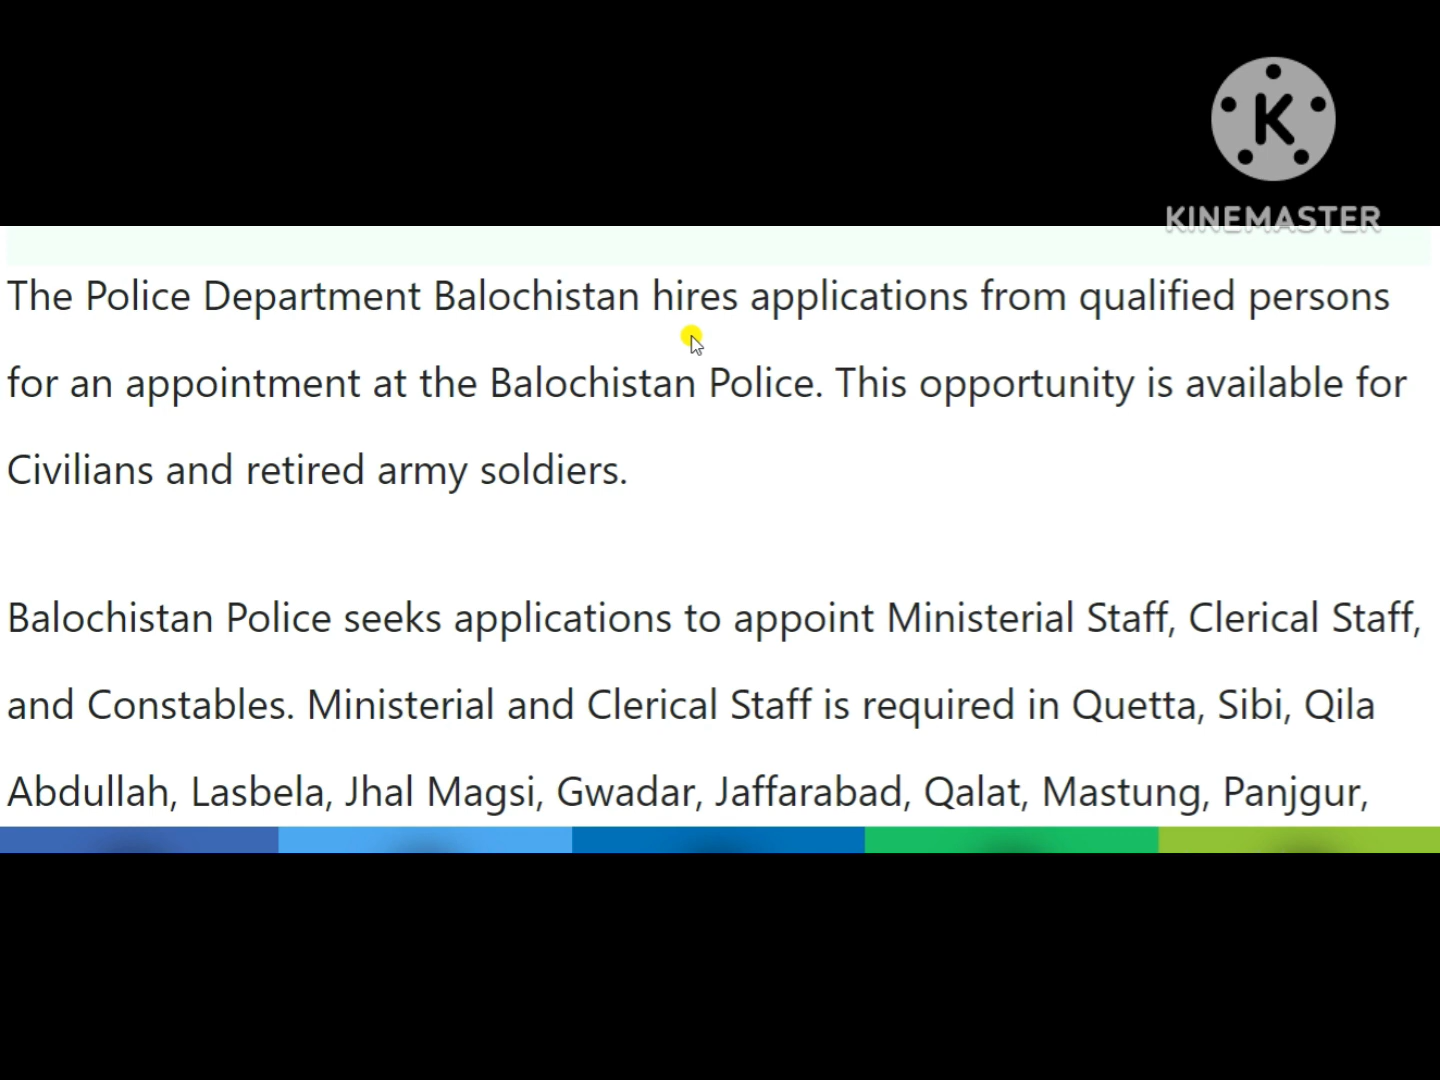 K
KINEMASTER
The Police Department Balochistan hires applications from qualified persons
for an appointment at the Balochistan Police. This opportunity is available for
Civilians and retired army soldiers.
Balochistan Police seeks applications to appoint Ministerial Staff, Clerical Staff,
and Constables. Ministerial and Clerical Staff is required in Quetta, Sibi, Qila
Abdullah, Lasbela, Jhal Magsi, Gwadar, Jaffarabad, Qalat, Mastung, Panjgur,